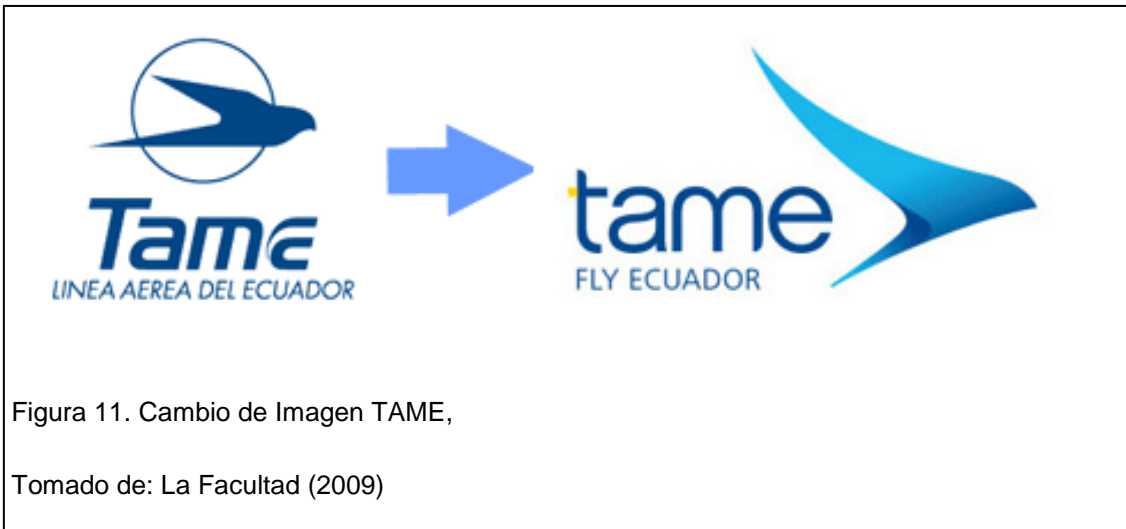 Tame
LINEA AEREA DEL ECUADOR
tame
FLY ECUADOR
Figura 11. Cambio de Imagen TAME,
Tomado de: La Facultad (2009)